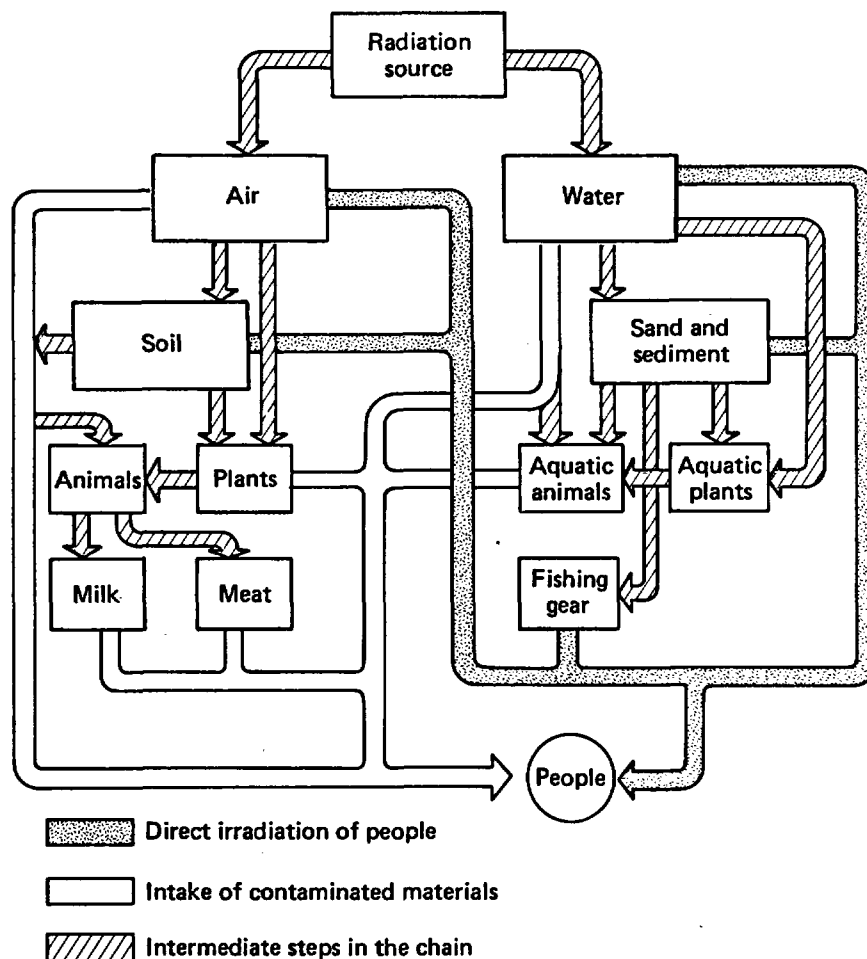 Radiation
source
Air
Water
Soil
Sand and
sediment
Animals
Plants
Aquatic
animals
Aquatic
plants
Milk
Meat
Fishing
gear
People
Direct irradiation of people
Intake of contaminated materials
Intermediate steps in the chain